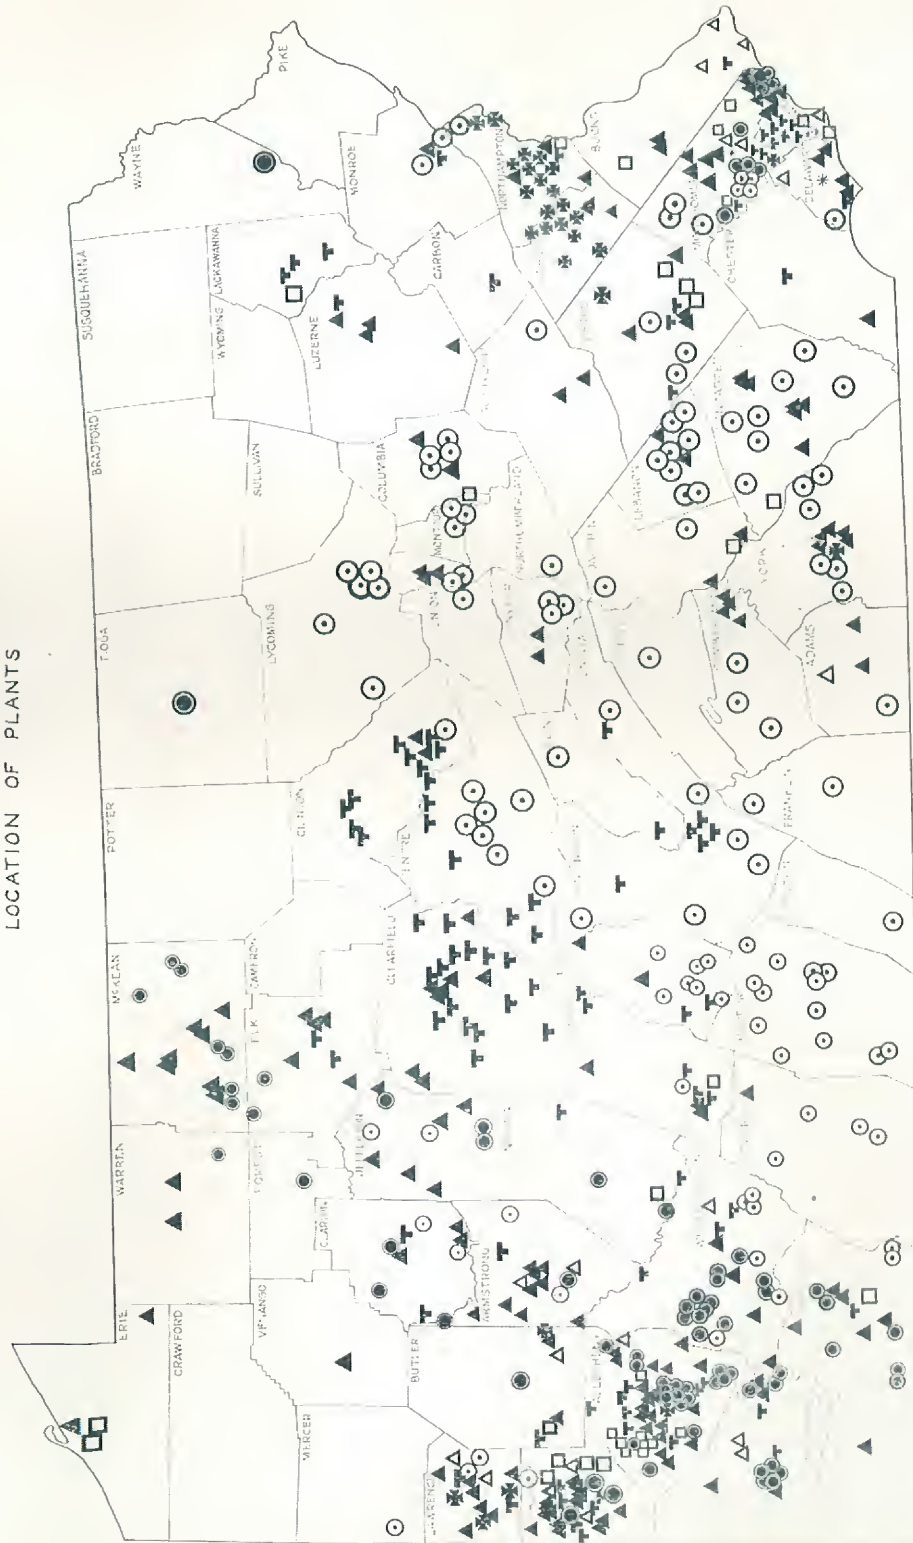 LOCATION OF PLANTS
ERIE
CRAWFORD
MERCER
LAWRENCE
WARREN
FOREST
VENANGO
CLARION
BUTLER
ARMSTRONG
JEFFERSON
McKEAN
ELK
CAMERON
CLEARFIELD
POTTER
CLINTON
CENTRE
TIOGA
LYCOMING
UNION
BRADFORD
SULLIVAN
COLUMBIA
MONTOUR
NORTHUMBERLAND
SUSQUEHANNA
WYOMING
LACKAWANNA
LUZERNE
WAYNE
PIKE
MONROE
CARBON
NORTHAMPTON
BUCKS
CHESTER
DELAWARE
LEBANON
LANCASTER
YORK
ADAMS
FRANKLIN